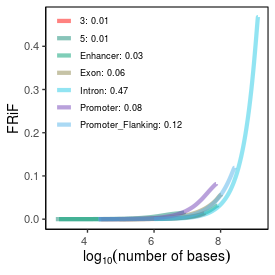 3: 0.01
5: 0.01
Enhancer: 0.03
Exon: 0.06
Intron: 0.47
Promoter: 0.08
Promoter_Flanking: 0.12
FRiF
0.4
0.3
0.2
0.1
0.0
4 6 8
log10(number of bases)